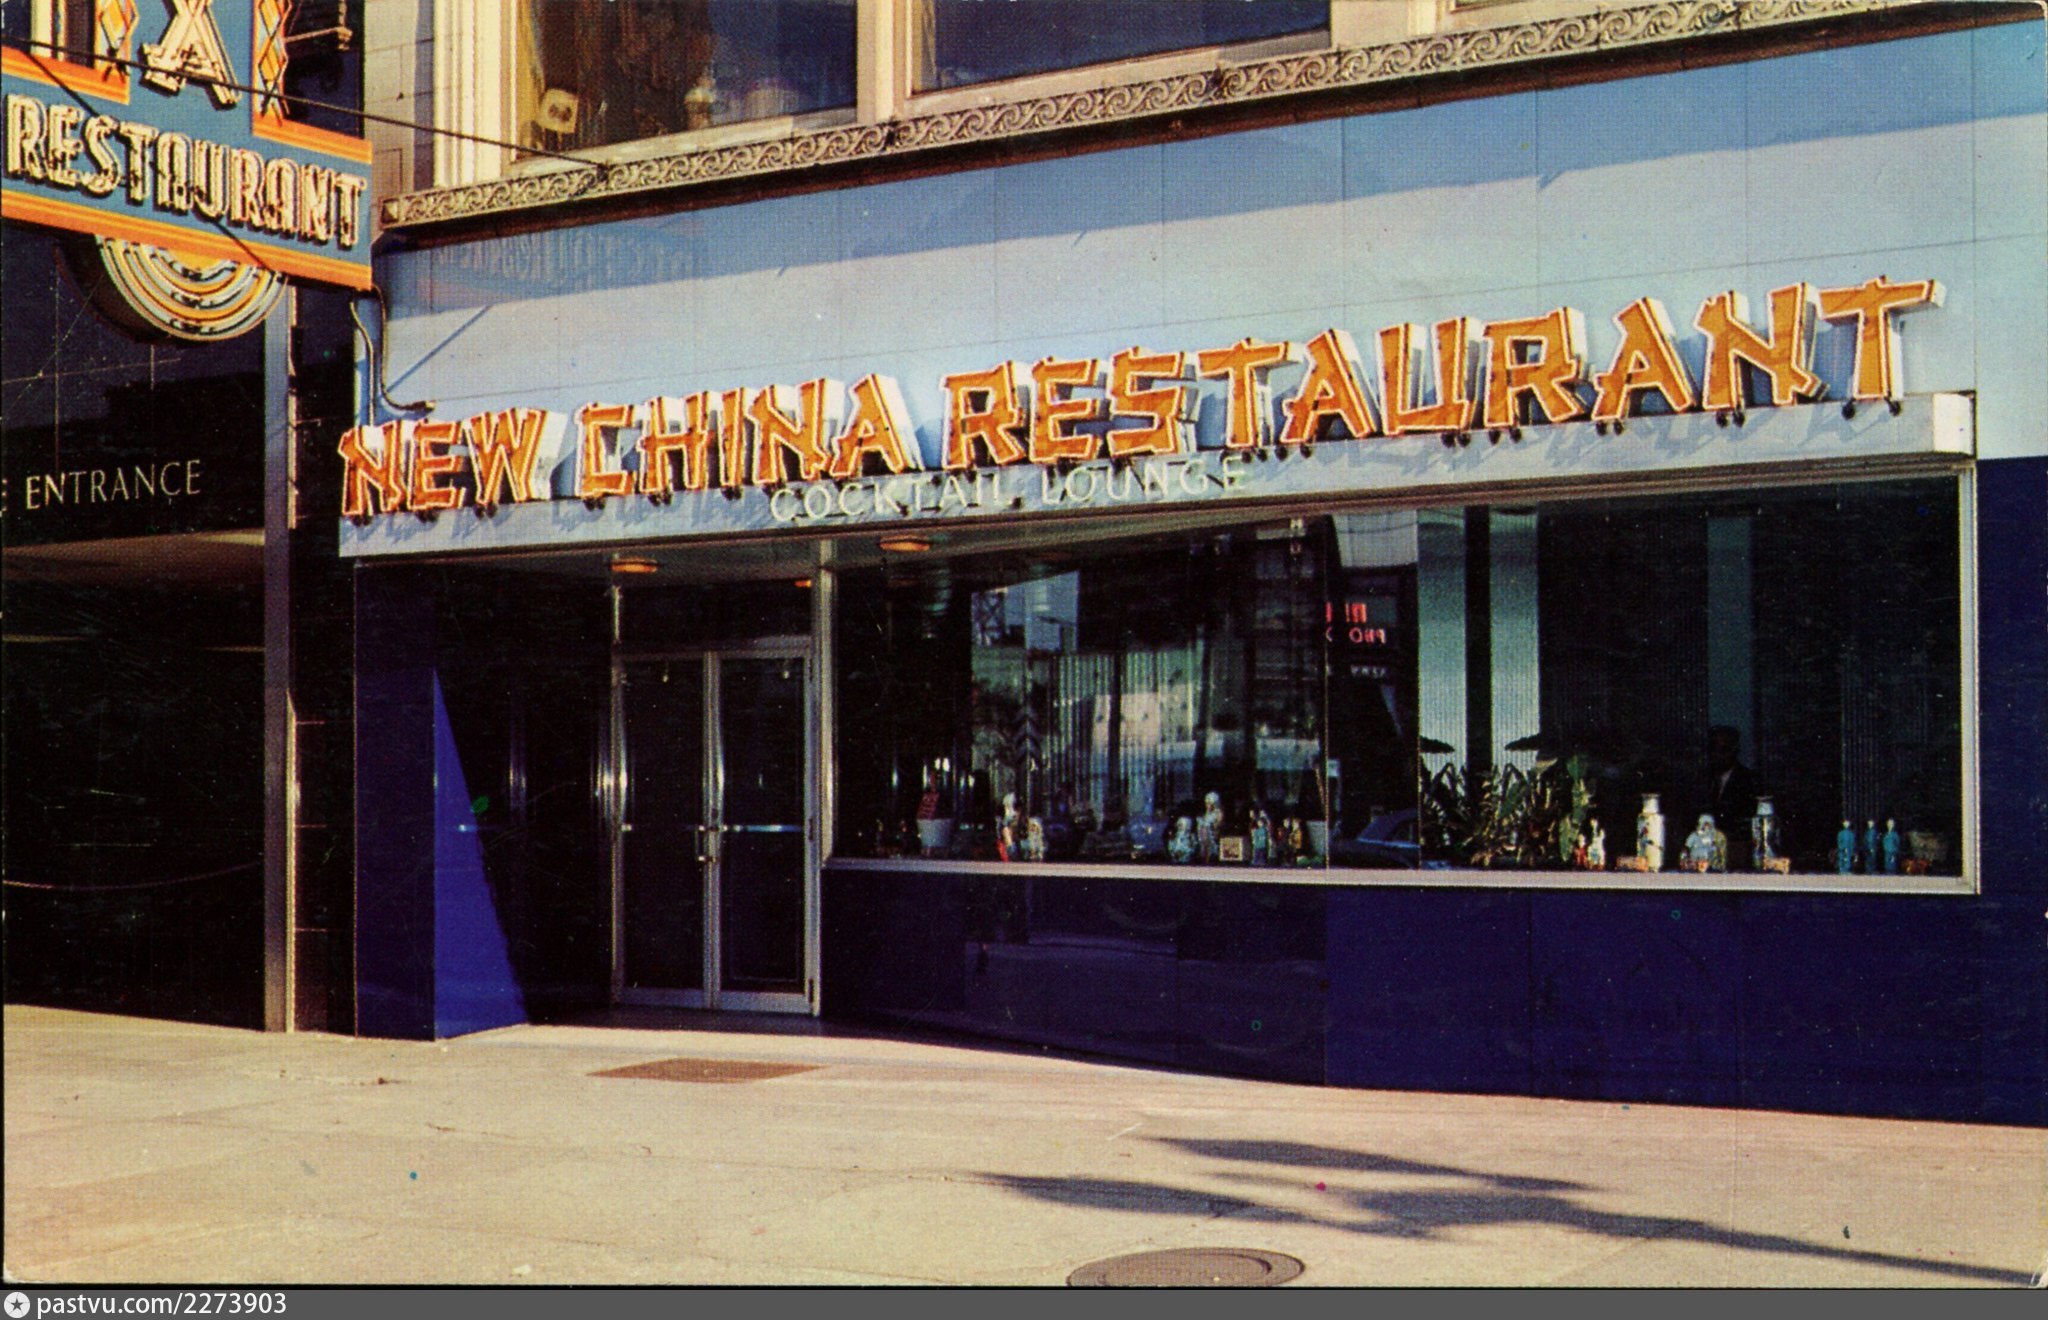 RESTAURANT
ENTRANCE
NEW CHINA RESTAURANT
COCKTAIL LOUNGE
pastvu.com/2273903